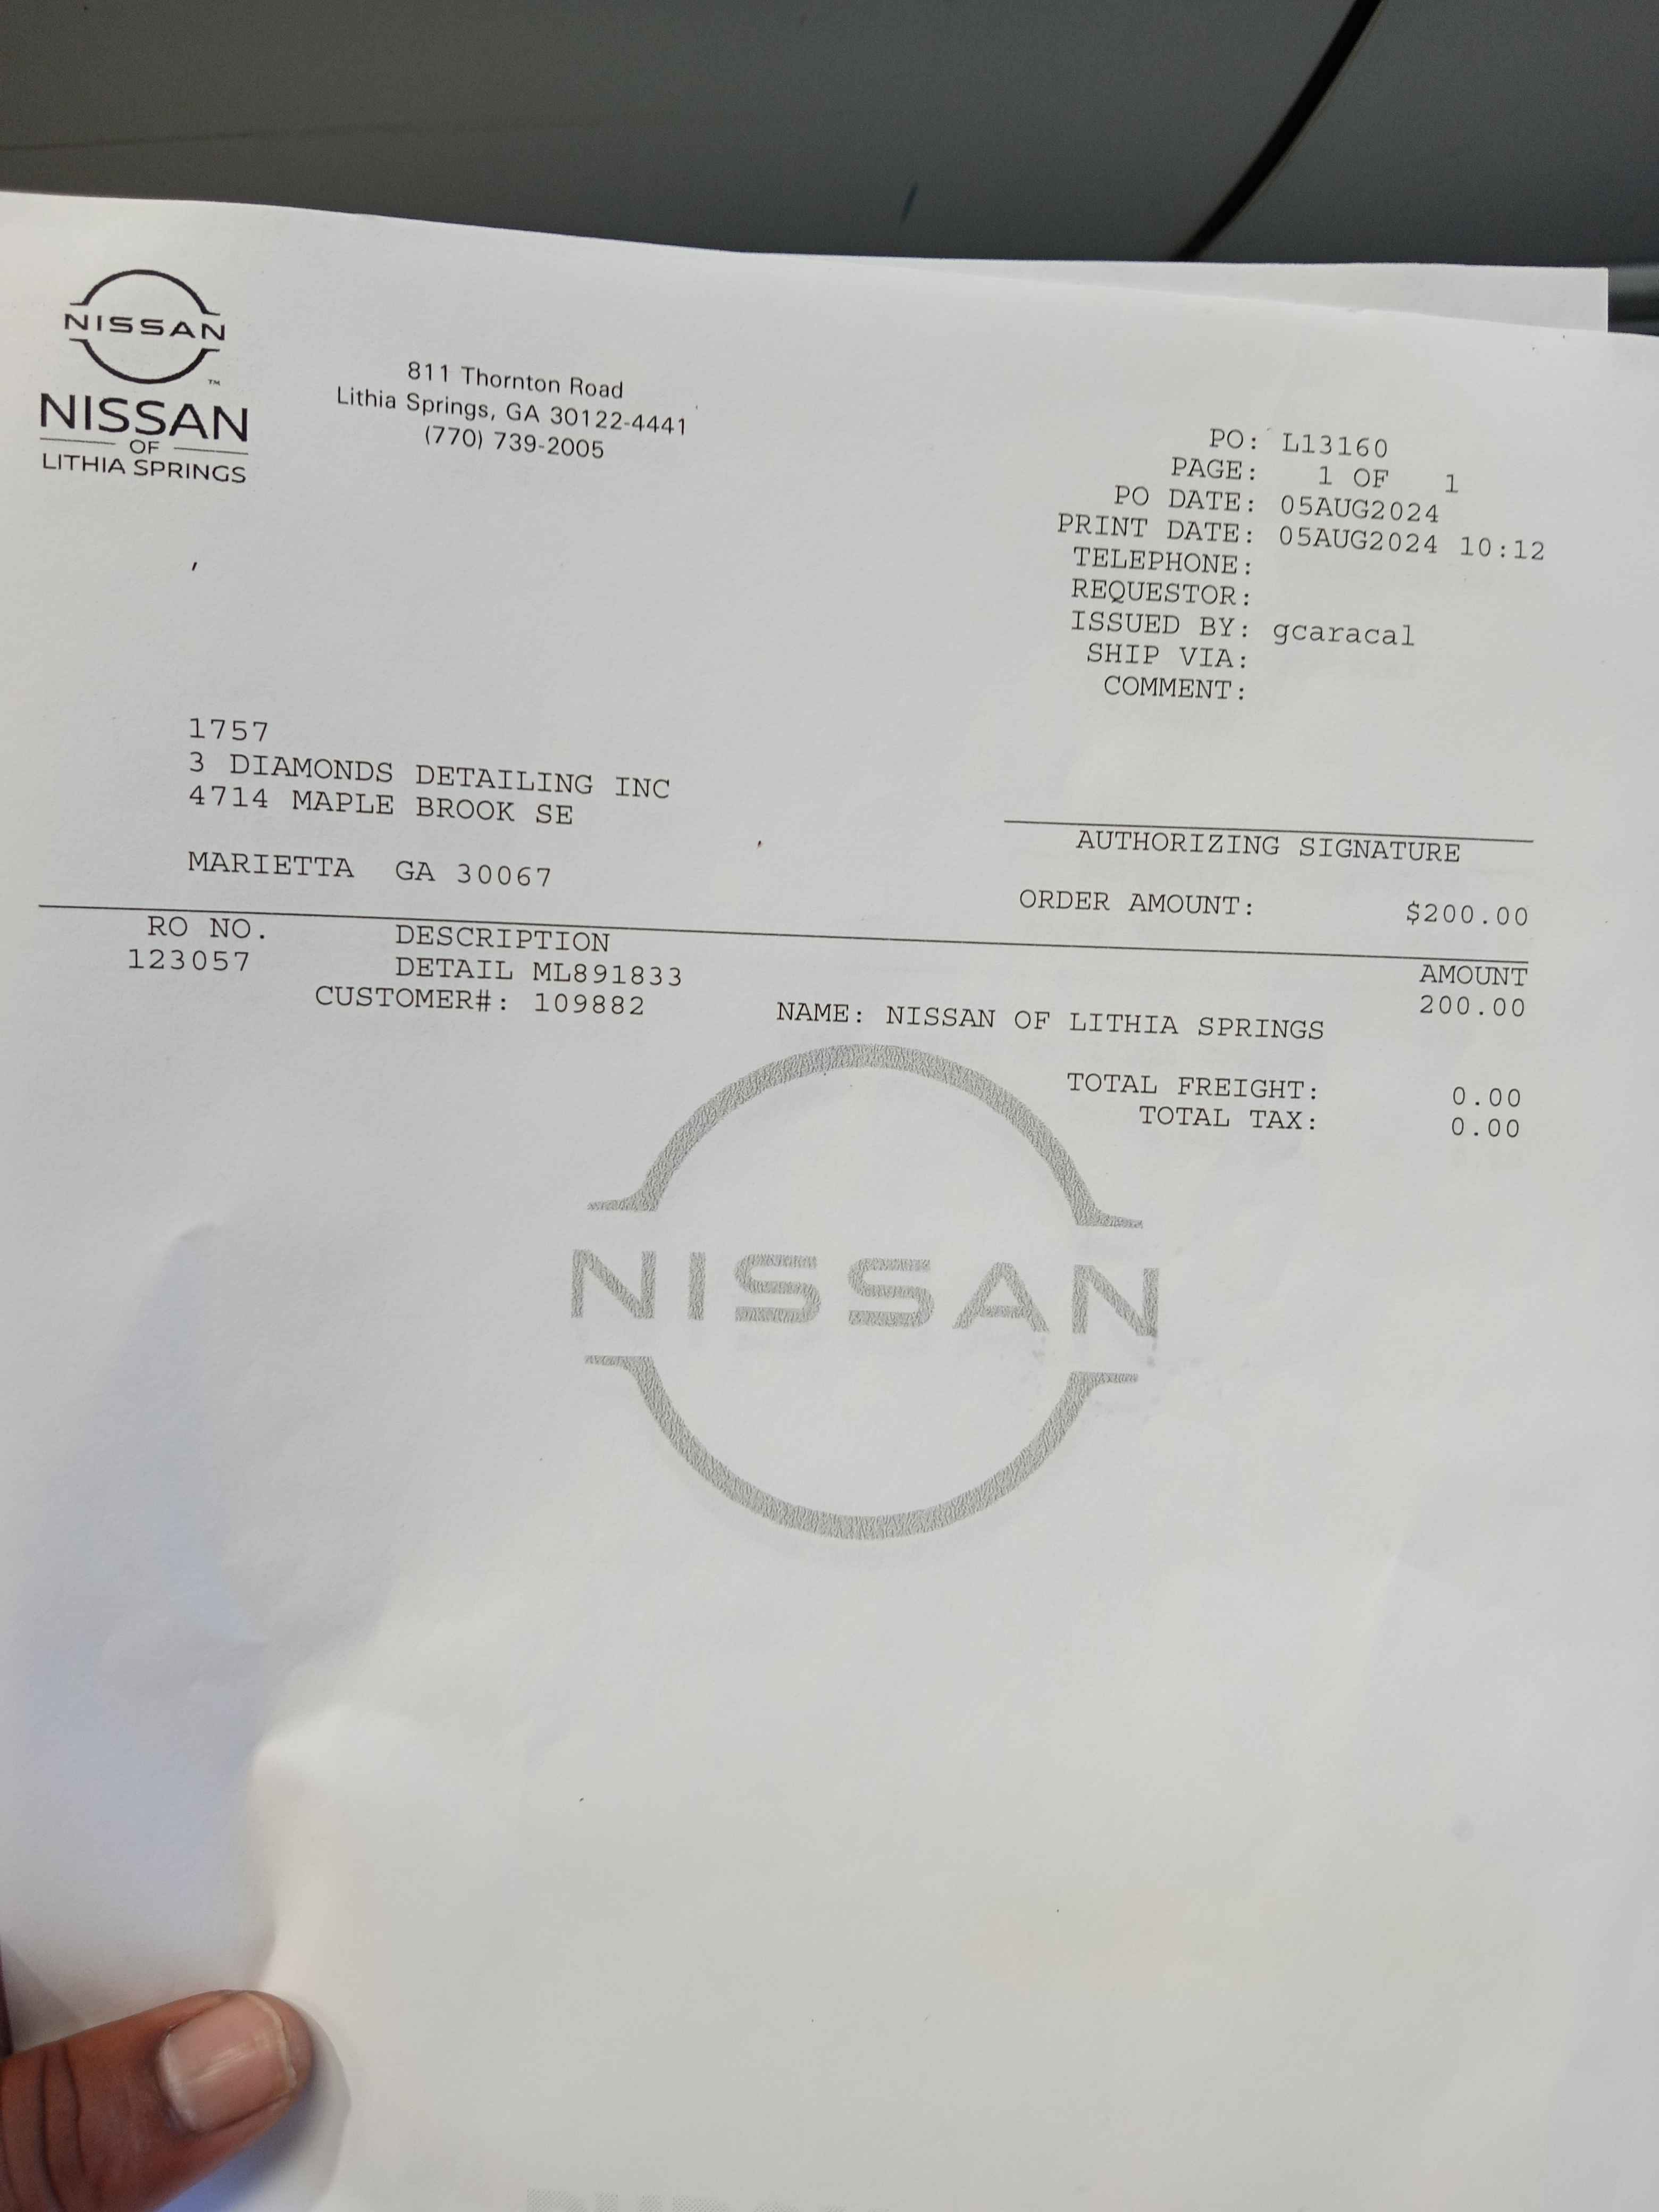 NISSAN
TM
NISSAN
OF
LITHIA SPRINGS
811 Thornton Road
Lithia Springs, GA 30122-4441
(770) 739-2005
PO: L13160
PAGE: 1 OF 1
PO DATE: 05AUG2024
PRINT DATE: 05AUG2024 10:12
TELEPHONE:
REQUESTOR:
ISSUED BY: gcaracal
SHIP VIA:
COMMENT:
1757
3 DIAMONDS DETAILING INC
4714 MAPLE BROOK SE
MARIETTA GA 30067
AUTHORIZING SIGNATURE
ORDER AMOUNT: $200.00
RO NO. DESCRIPTION AMOUNT
123057 DETAIL ML891833 200.00
CUSTOMER#: 109882 NAME: NISSAN OF LITHIA SPRINGS
TOTAL FREIGHT: 0.00
TOTAL TAX: 0.00
NISSAN